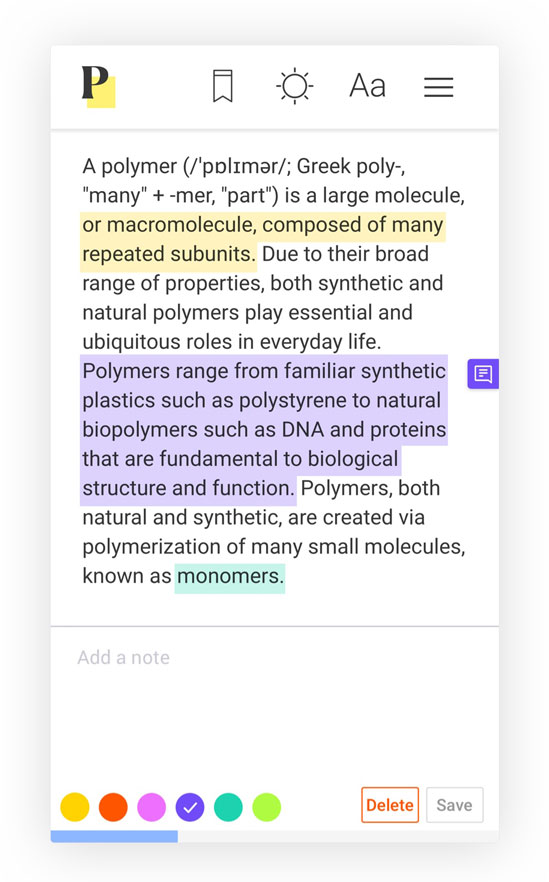 P
Aa
A polymer (/ˈpɒlɪmər/; Greek poly-,
"many" + -mer, "part") is a large molecule,
or macromolecule, composed of many
repeated subunits. Due to their broad
range of properties, both synthetic and
natural polymers play essential and
ubiquitous roles in everyday life.
Polymers range from familiar synthetic
plastics such as polystyrene to natural
biopolymers such as DNA and proteins
that are fundamental to biological
structure and function. Polymers, both
natural and synthetic, are created via
polymerization of many small molecules,
known as monomers.
Add a note
Delete Save